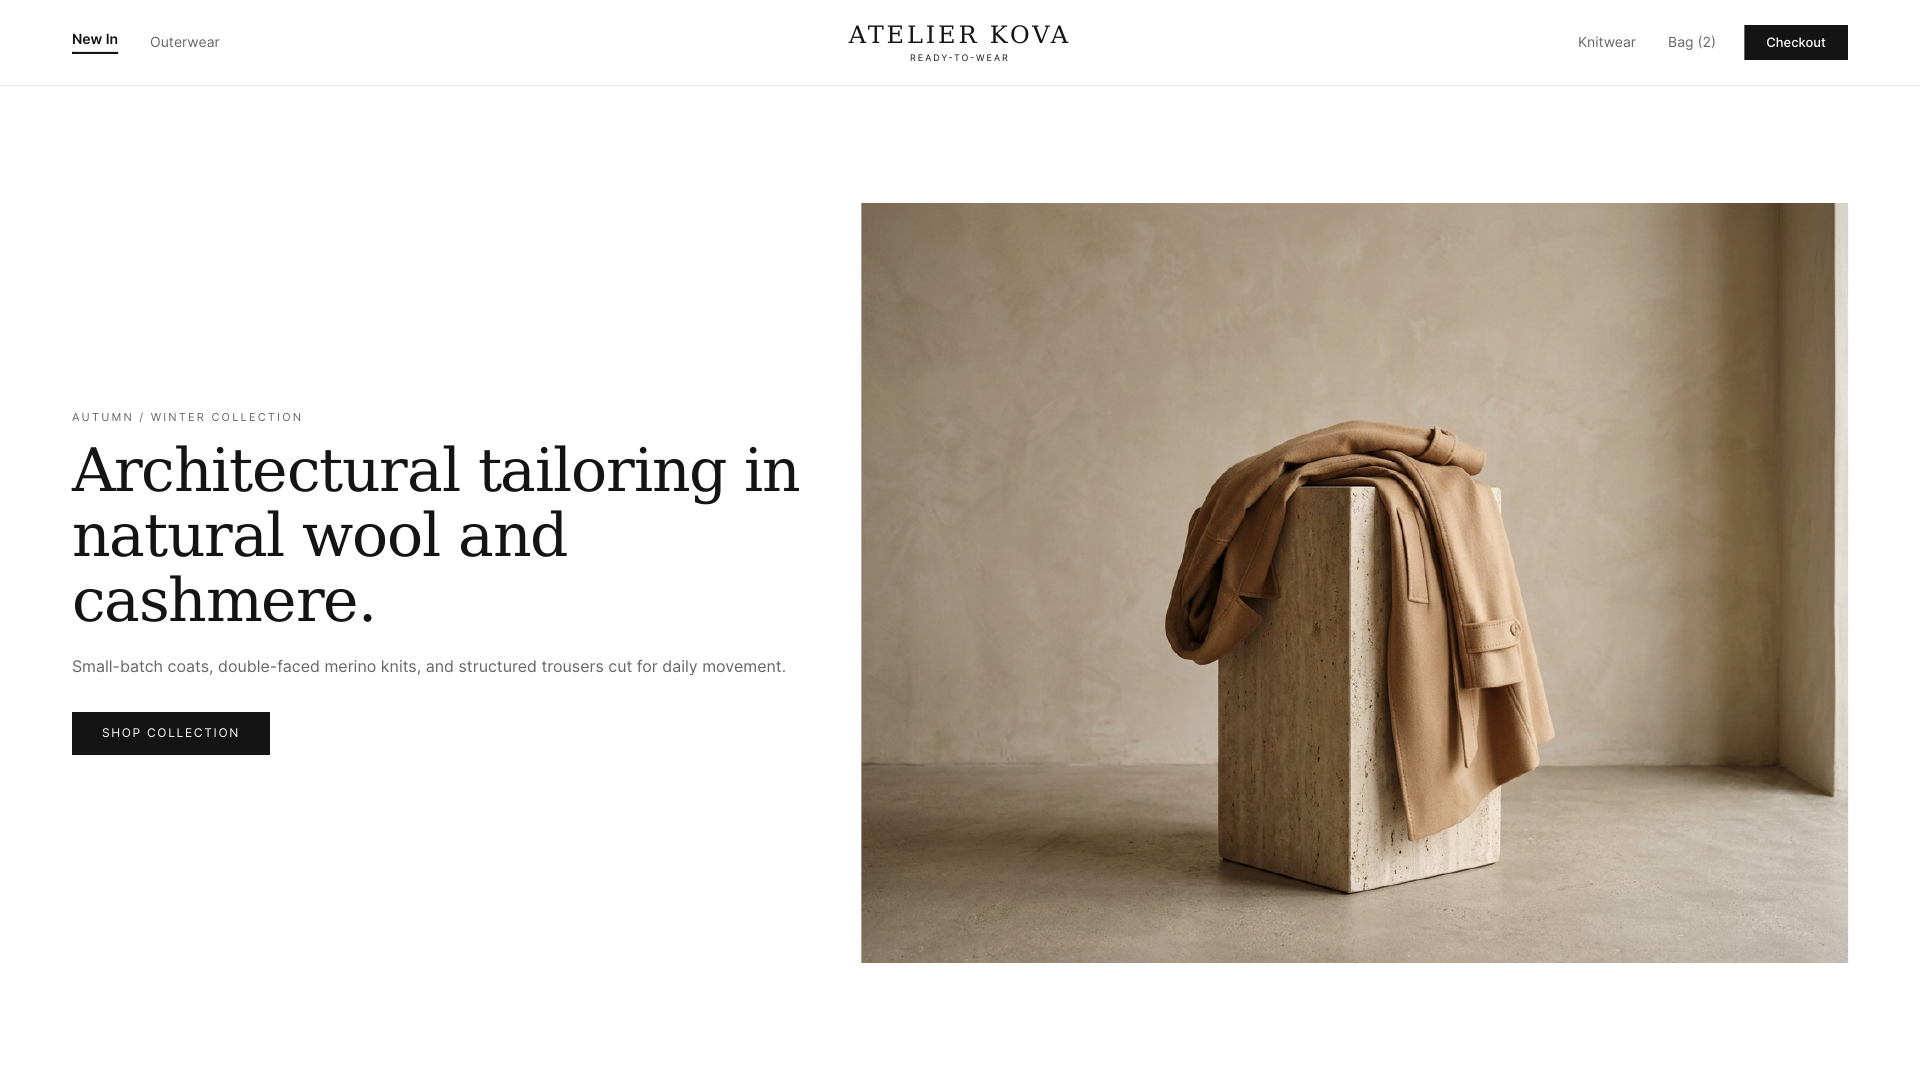 New In
Outerwear
ATELIER KOVA
READY-TO-WEAR
Knitwear
Bag (2)
Checkout
AUTUMN / WINTER COLLECTION
Architectural tailoring in
natural wool and
cashmere.
Small-batch coats, double-faced merino knits, and structured trousers cut for daily movement.
SHOP COLLECTION